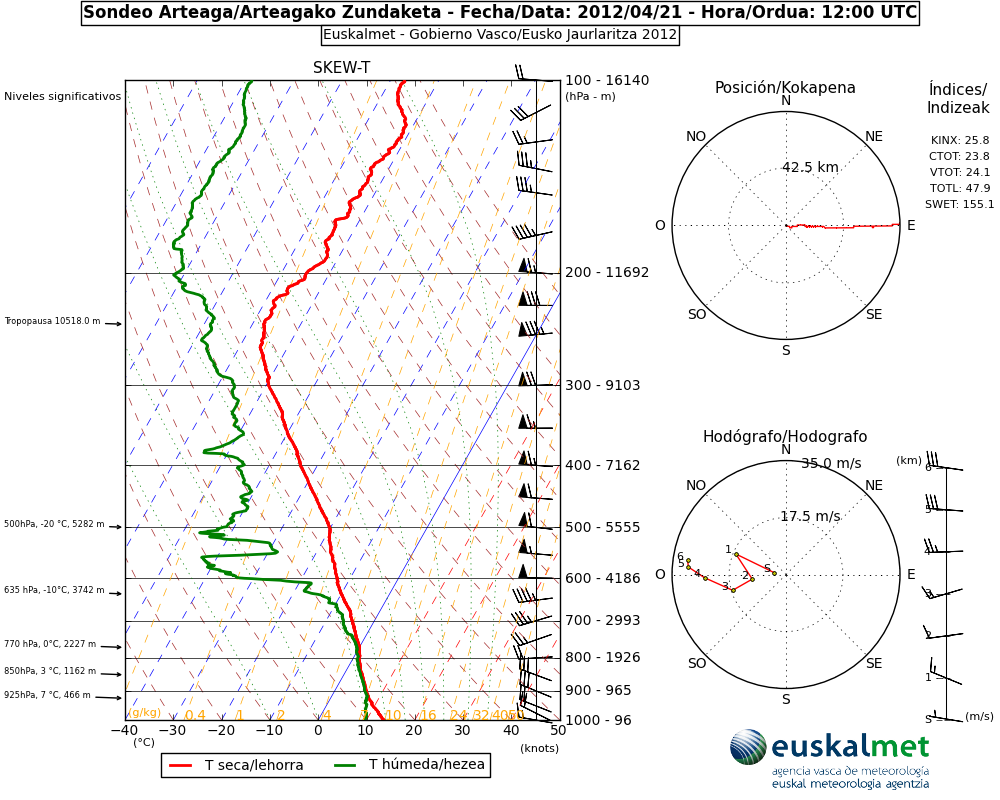 Sondeo Arteaga/Arteagako Zundaketa - Fecha/Data: 2012/04/21 - Hora/Ordua: 12:00 UTC
Euskalmet - Gobierno Vasco/Eusko Jaurlaritza 2012
SKEW-T
Niveles significativos
Tropopausa 10518.0 m
500hPa, -20 °C, 5282 m
635 hPa, -10°C, 3742 m
770 hPa, 0°C, 2227 m
850hPa, 3 °C, 1162 m
925hPa, 7 °C, 466 m
100 - 16140
(hPa - m)
200 - 11692
300 - 9103
400 - 7162
500 - 5555
600 - 4186
700 - 2993
800 - 1926
900 - 965
1000 - 96
(g/kg) 0.4 1 2 4 10 16 24 32 40
−40 −30 −20 −10 0 10 20 30 40 50
(°C)
(knots)
T seca/lehorra
T húmeda/hezea
Posición/Kokapena
N
NO NE
42.5 km
O E
SO SE
S
Índices/
Indizeak
KINX: 25.8
CTOT: 23.8
VTOT: 24.1
TOTL: 47.9
SWET: 155.1
Hodógrafo/Hodografo
N
35.0 m/s
NO NE
17.5 m/s
1
6
5
S
O 4 2 E
3
SO SE
S
(km)
6
5
4
3
2
1
S
(m/s)
euskalmet
agencia vasca de meteorología
euskal meteorologia agentzia